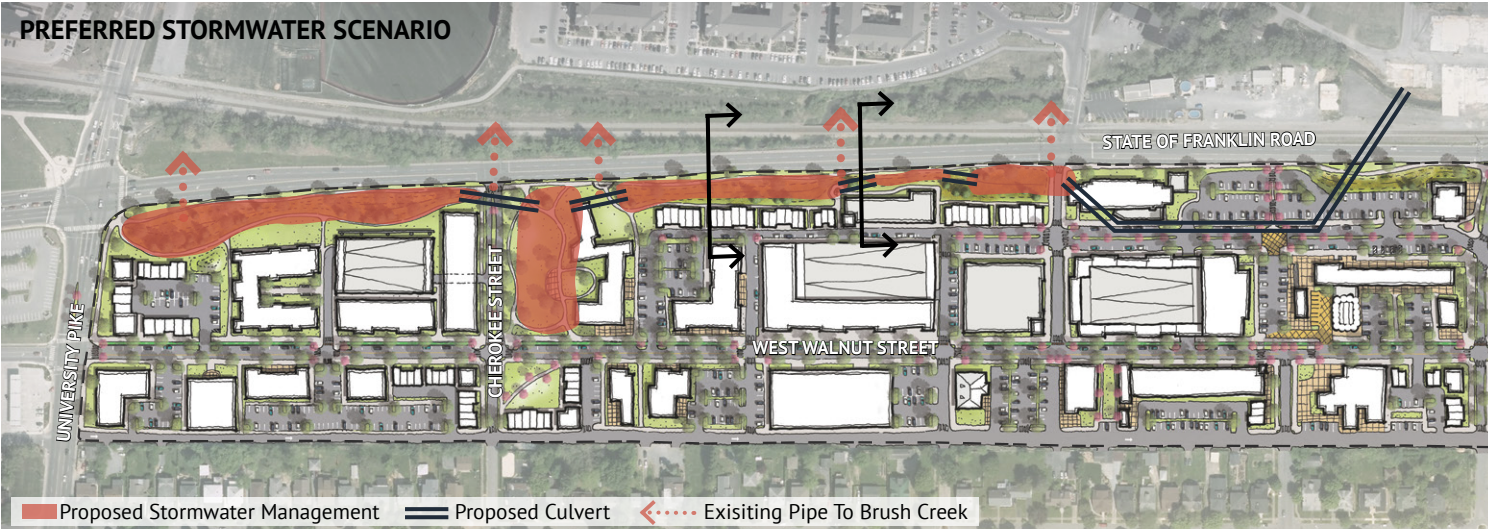 PREFERRED STORMWATER SCENARIO
STATE OF FRANKLIN ROAD
UNIVERSITY PIKE
CHEROKEE STREET
WEST WALNUT STREET
Proposed Stormwater Management
Proposed Culvert
Exisiting Pipe To Brush Creek